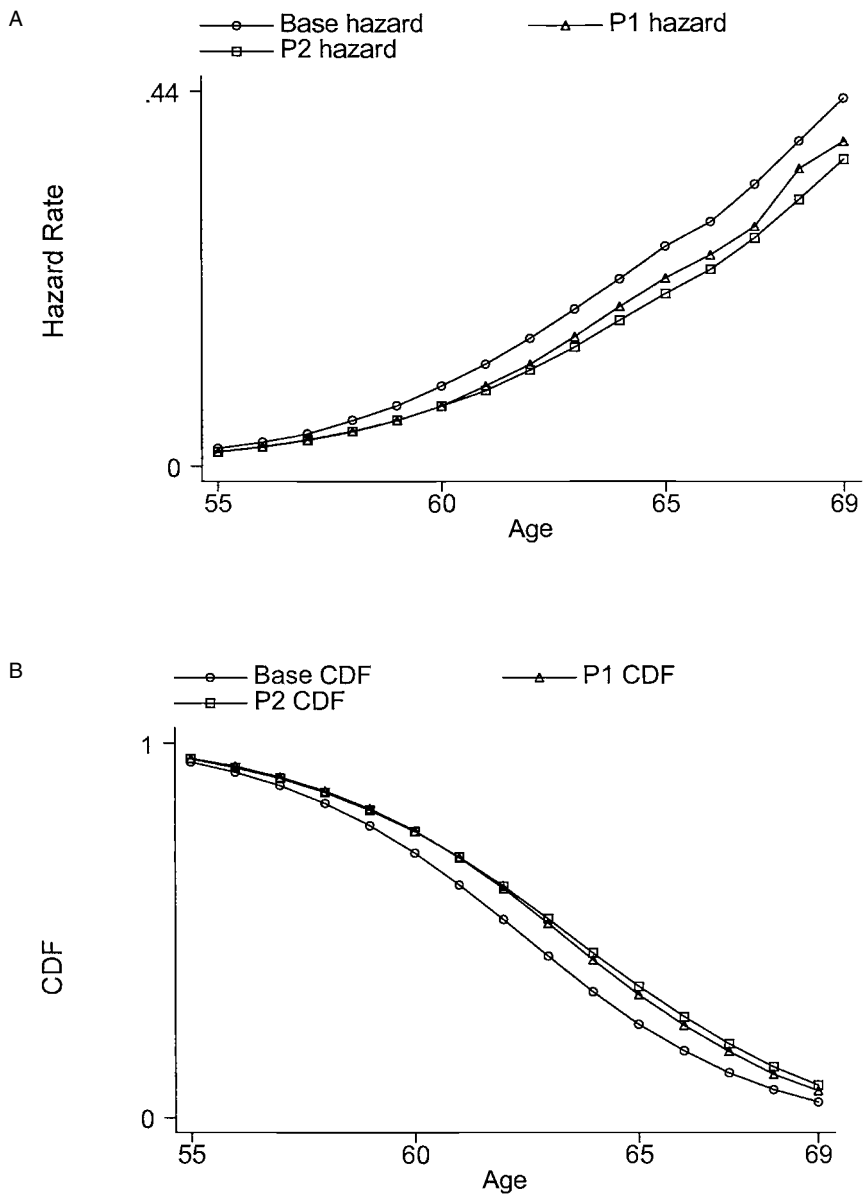 A
Base hazard P1 hazard
P2 hazard
.44
Hazard Rate
0
55 60 65 69
Age
B
Base CDF P1 CDF
P2 CDF
1
CDF
0
55 60 65 69
Age